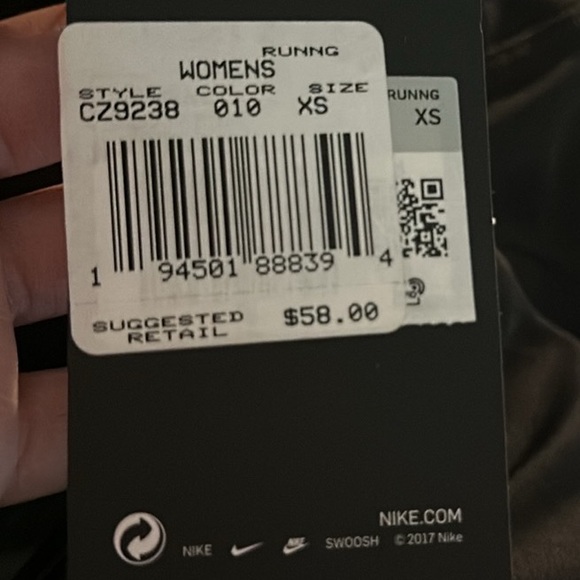 RUNNG
WOMENS
STYLE COLOR SIZE
CZ9238 010 XS
1 94501 88839 4
SUGGESTED RETAIL $58.00
RUNNG
XS
NIKE.COM
NIKE SWOOSH © 2017 Nike